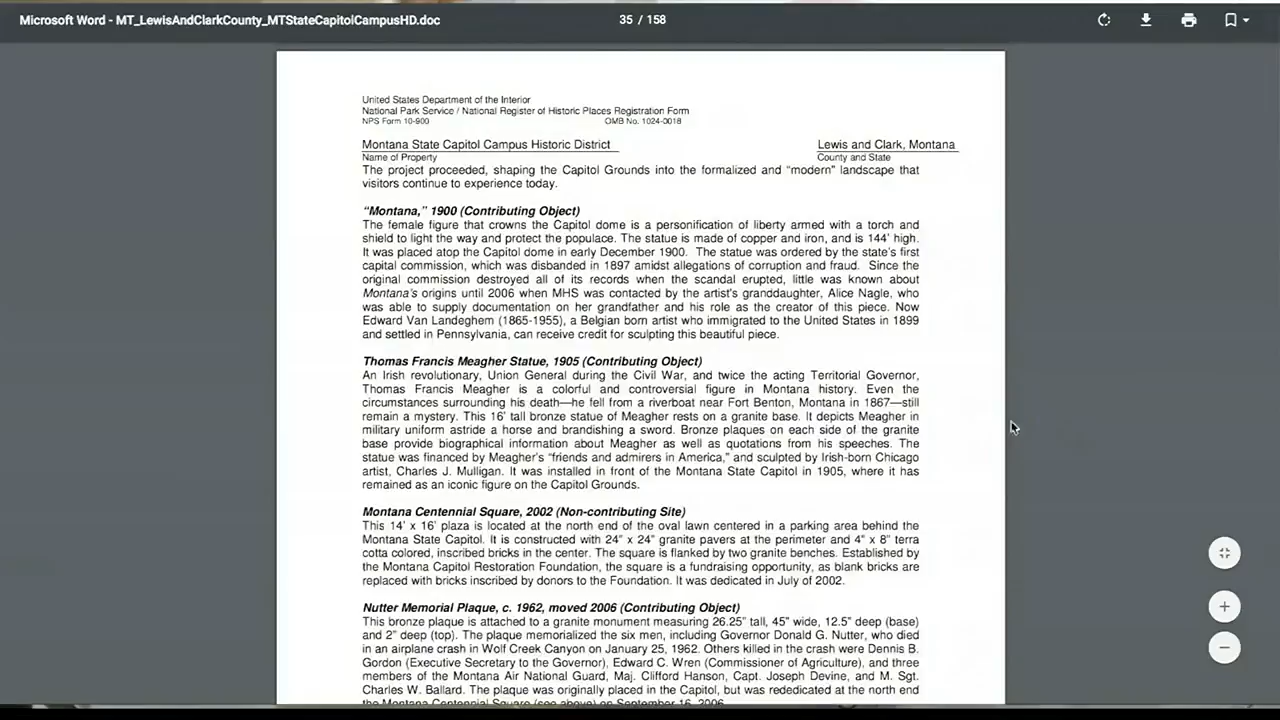 Microsoft Word - MT_LewisAndClarkCounty_MTStateCapitolCampusHD.doc
35 / 158
United States Department of the Interior
National Park Service / National Register of Historic Places Registration Form
NPS Form 10-900 OMB No. 1024-0018
Montana State Capitol Campus Historic District Lewis and Clark, Montana
Name of Property County and State
The project proceeded, shaping the Capitol Grounds into the formalized and “modern” landscape that
visitors continue to experience today.
“Montana,” 1900 (Contributing Object)
The female figure that crowns the Capitol dome is a personification of liberty armed with a torch and
shield to light the way and protect the populace. The statue is made of copper and iron, and is 144’ high.
It was placed atop the Capitol dome in early December 1900. The statue was ordered by the state’s first
capital commission, which was disbanded in 1897 amidst allegations of corruption and fraud. Since the
original commission destroyed all of its records when the scandal erupted, little was known about
Montana’s origins until 2006 when MHS was contacted by the artist’s granddaughter, Alice Nagle, who
was able to supply documentation on her grandfather and his role as the creator of this piece. Now
Edward Van Landeghem (1865-1955), a Belgian born artist who immigrated to the United States in 1899
and settled in Pennsylvania, can receive credit for sculpting this beautiful piece.
Thomas Francis Meagher Statue, 1905 (Contributing Object)
An Irish revolutionary, Union General during the Civil War, and twice the acting Territorial Governor,
Thomas Francis Meagher is a colorful and controversial figure in Montana history. Even the
circumstances surrounding his death—he fell from a riverboat near Fort Benton, Montana in 1867—still
remain a mystery. This 16’ tall bronze statue of Meagher rests on a granite base. It depicts Meagher in
military uniform astride a horse and brandishing a sword. Bronze plaques on each side of the granite
base provide biographical information about Meagher as well as quotations from his speeches. The
statue was financed by Meagher’s “friends and admirers in America,” and sculpted by Irish-born Chicago
artist, Charles J. Mulligan. It was installed in front of the Montana State Capitol in 1905, where it has
remained as an iconic figure on the Capitol Grounds.
Montana Centennial Square, 2002 (Non-contributing Site)
This 14’ x 16’ plaza is located at the north end of the oval lawn centered in a parking area behind the
Montana State Capitol. It is constructed with 24” x 24” granite pavers at the perimeter and 4” x 8” terra
cotta colored, inscribed bricks in the center. The square is flanked by two granite benches. Established by
the Montana Capitol Restoration Foundation, the square is a fundraising opportunity, as blank bricks are
replaced with bricks inscribed by donors to the Foundation. It was dedicated in July of 2002.
Nutter Memorial Plaque, c. 1962, moved 2006 (Contributing Object)
This bronze plaque is attached to a granite monument measuring 26.25” tall, 45” wide, 12.5” deep (base)
and 2” deep (top). The plaque memorialized the six men, including Governor Donald G. Nutter, who died
in an airplane crash in Wolf Creek Canyon on January 25, 1962. Others killed in the crash were Dennis B.
Gordon (Executive Secretary to the Governor), Edward C. Wren (Commissioner of Agriculture), and three
members of the Montana Air National Guard, Maj. Clifford Hanson, Capt. Joseph Devine, and M. Sgt.
Charles W. Ballard. The plaque was originally placed in the Capitol, but was rededicated at the north end
the Montana Centennial Square (see above) on September 16, 2006.